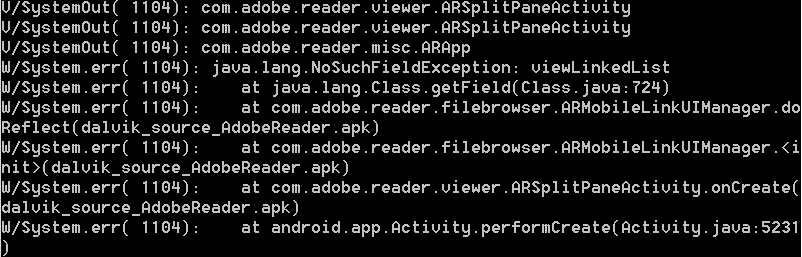 V/SystemOut( 1104): com.adobe.reader.viewer.ARSplitPaneActivity
V/SystemOut( 1104): com.adobe.reader.viewer.ARSplitPaneActivity
V/SystemOut( 1104): com.adobe.reader.misc.ARApp
W/System.err( 1104): java.lang.NoSuchFieldException: viewLinkedList
W/System.err( 1104):    at java.lang.Class.getField(Class.java:724)
W/System.err( 1104):    at com.adobe.reader.filebrowser.ARMobileLinkUIManager.do
Reflect(dalvik_source_AdobeReader.apk)
W/System.err( 1104):    at com.adobe.reader.filebrowser.ARMobileLinkUIManager.<i
nit>(dalvik_source_AdobeReader.apk)
W/System.err( 1104):    at com.adobe.reader.viewer.ARSplitPaneActivity.onCreate(
dalvik_source_AdobeReader.apk)
W/System.err( 1104):    at android.app.Activity.performCreate(Activity.java:5231
)